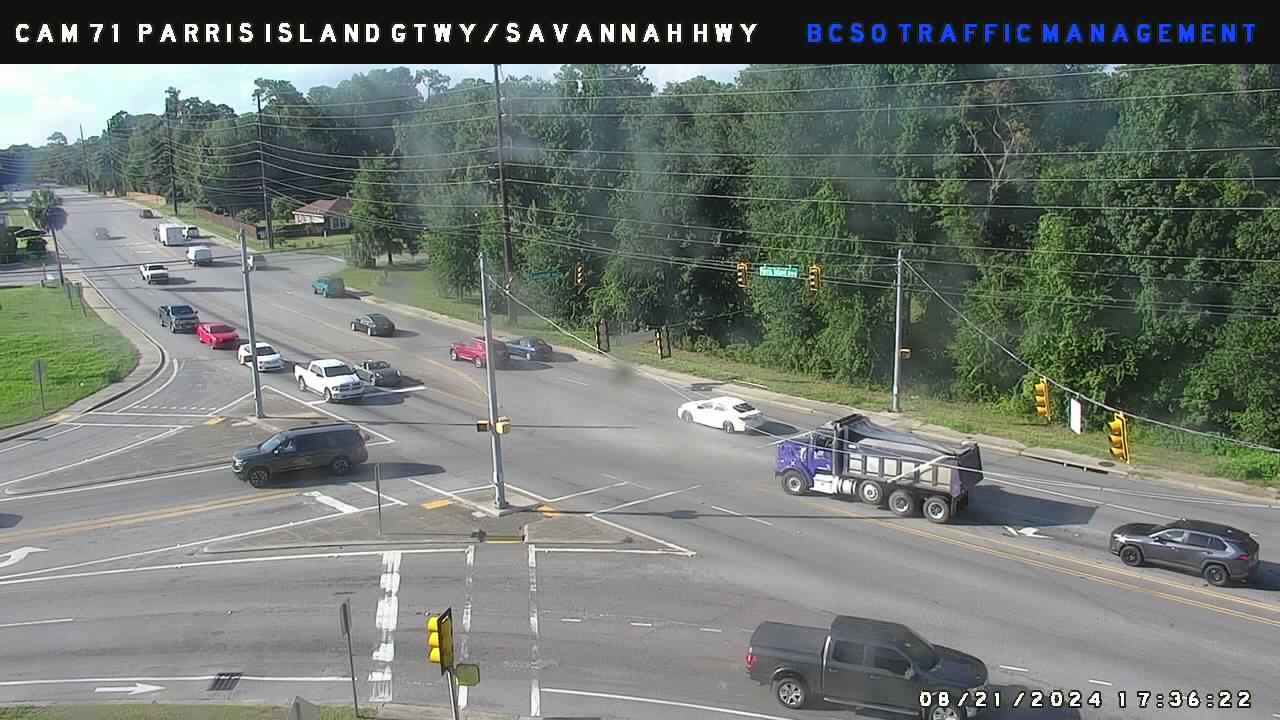 CAM 71 PARRIS ISLAND GTWY/SAVANNAH HWY BCSO TRAFFIC MANAGEMENT
08/21/2024 17:36:22